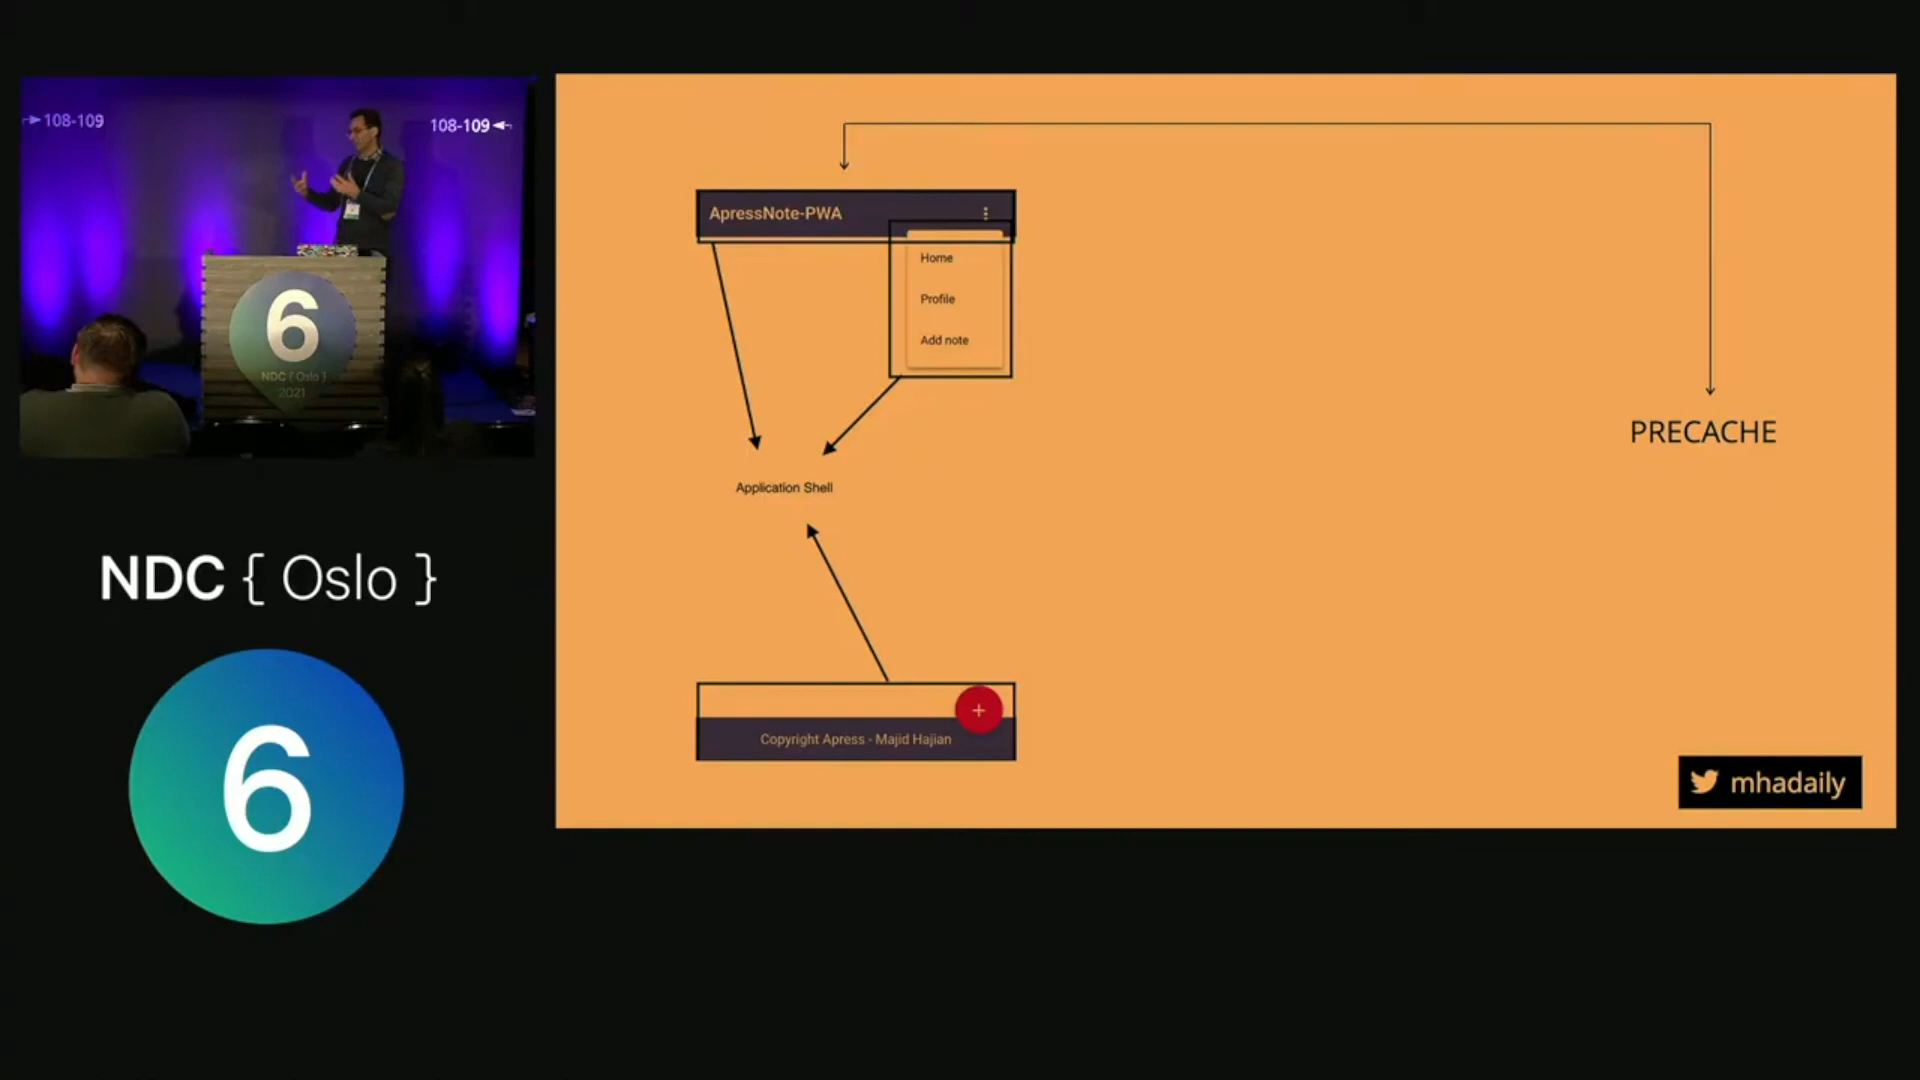 108-109
108-109
6
NDC { Oslo }
2021
NDC { Oslo }
6
ApressNote-PWA
Home
Profile
Add note
Application Shell
PRECACHE
+
Copyright Apress - Majid Hajian
mhadaily